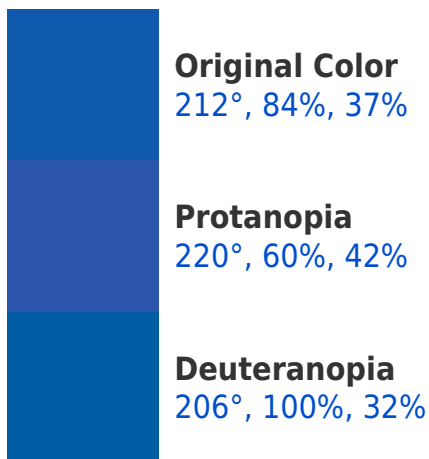 Original Color
212°, 84%, 37%
Protanopia
220°, 60%, 42%
Deuteranopia
206°, 100%, 32%